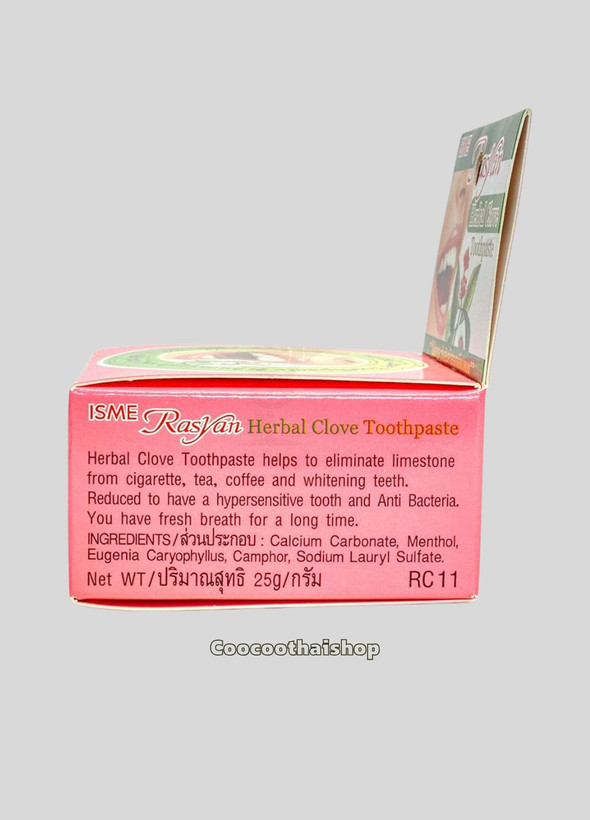 ISME
Rasyan
Toothpaste
ISME Rasyan Herbal Clove Toothpaste
Herbal Clove Toothpaste helps to eliminate limestone
from cigarette, tea, coffee and whitening teeth.
Reduced to have a hypersensitive tooth and Anti Bacteria.
You have fresh breath for a long time.
INGREDIENTS/ส่วนประกอบ : Calcium Carbonate, Menthol,
Eugenia Caryophyllus, Camphor, Sodium Lauryl Sulfate.
Net WT/ปริมาณสุทธิ 25g/กรัม RC11
Coocoothaishop